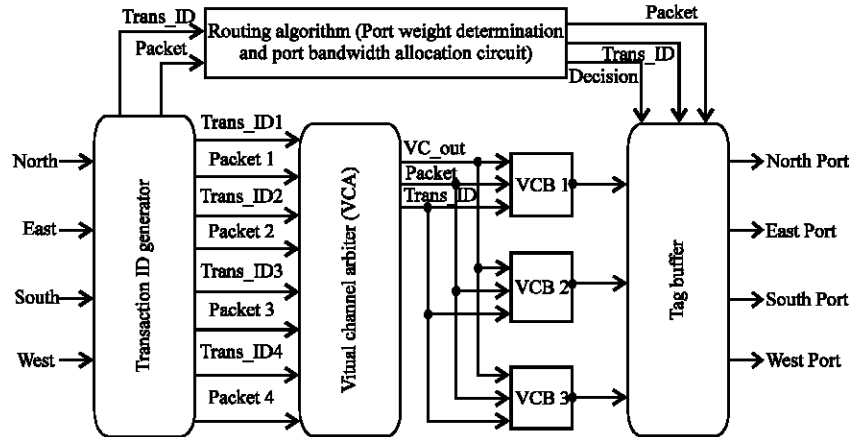 Trans_ID
Packet
Routing algorithm (Port weight determination
and port bandwidth allocation circuit)
Packet
Trans_ID
Decision
North
East
South
West
Transaction ID generator
Trans_ID1
Packet 1
Trans_ID2
Packet 2
Trans_ID3
Packet 3
Trans_ID4
Packet 4
Vitual channel arbiter (VCA)
VC_out
Packet
Trans_ID
VCB 1
VCB 2
VCB 3
Tag buffer
North Port
East Port
South Port
West Port